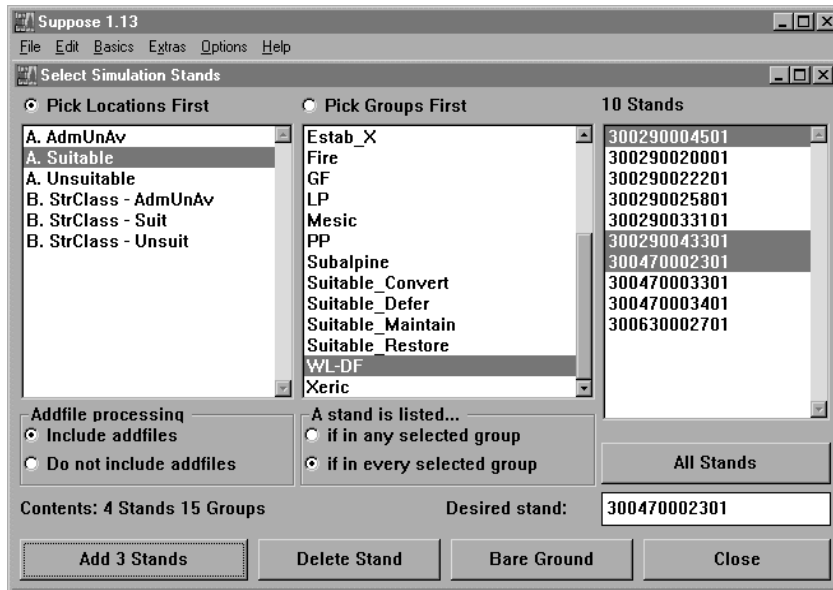 Suppose 1.13
File Edit Basics Extras Options Help
Select Simulation Stands
Pick Locations First
A. AdmUnAv
A. Suitable
A. Unsuitable
B. StrClass - AdmUnAv
B. StrClass - Suit
B. StrClass - Unsuit
Pick Groups First
Estab_X
Fire
GF
LP
Mesic
PP
Subalpine
Suitable_Convert
Suitable_Defer
Suitable_Maintain
Suitable_Restore
WL-DF
Xeric
10 Stands
300290004501
300290020001
300290022201
300290025801
300290033101
300290043301
300470002301
300470003301
300470003401
300630002701
Addfile processing
Include addfiles
Do not include addfiles
A stand is listed...
if in any selected group
if in every selected group
All Stands
Contents: 4 Stands 15 Groups
Desired stand: 300470002301
Add 3 Stands Delete Stand Bare Ground Close